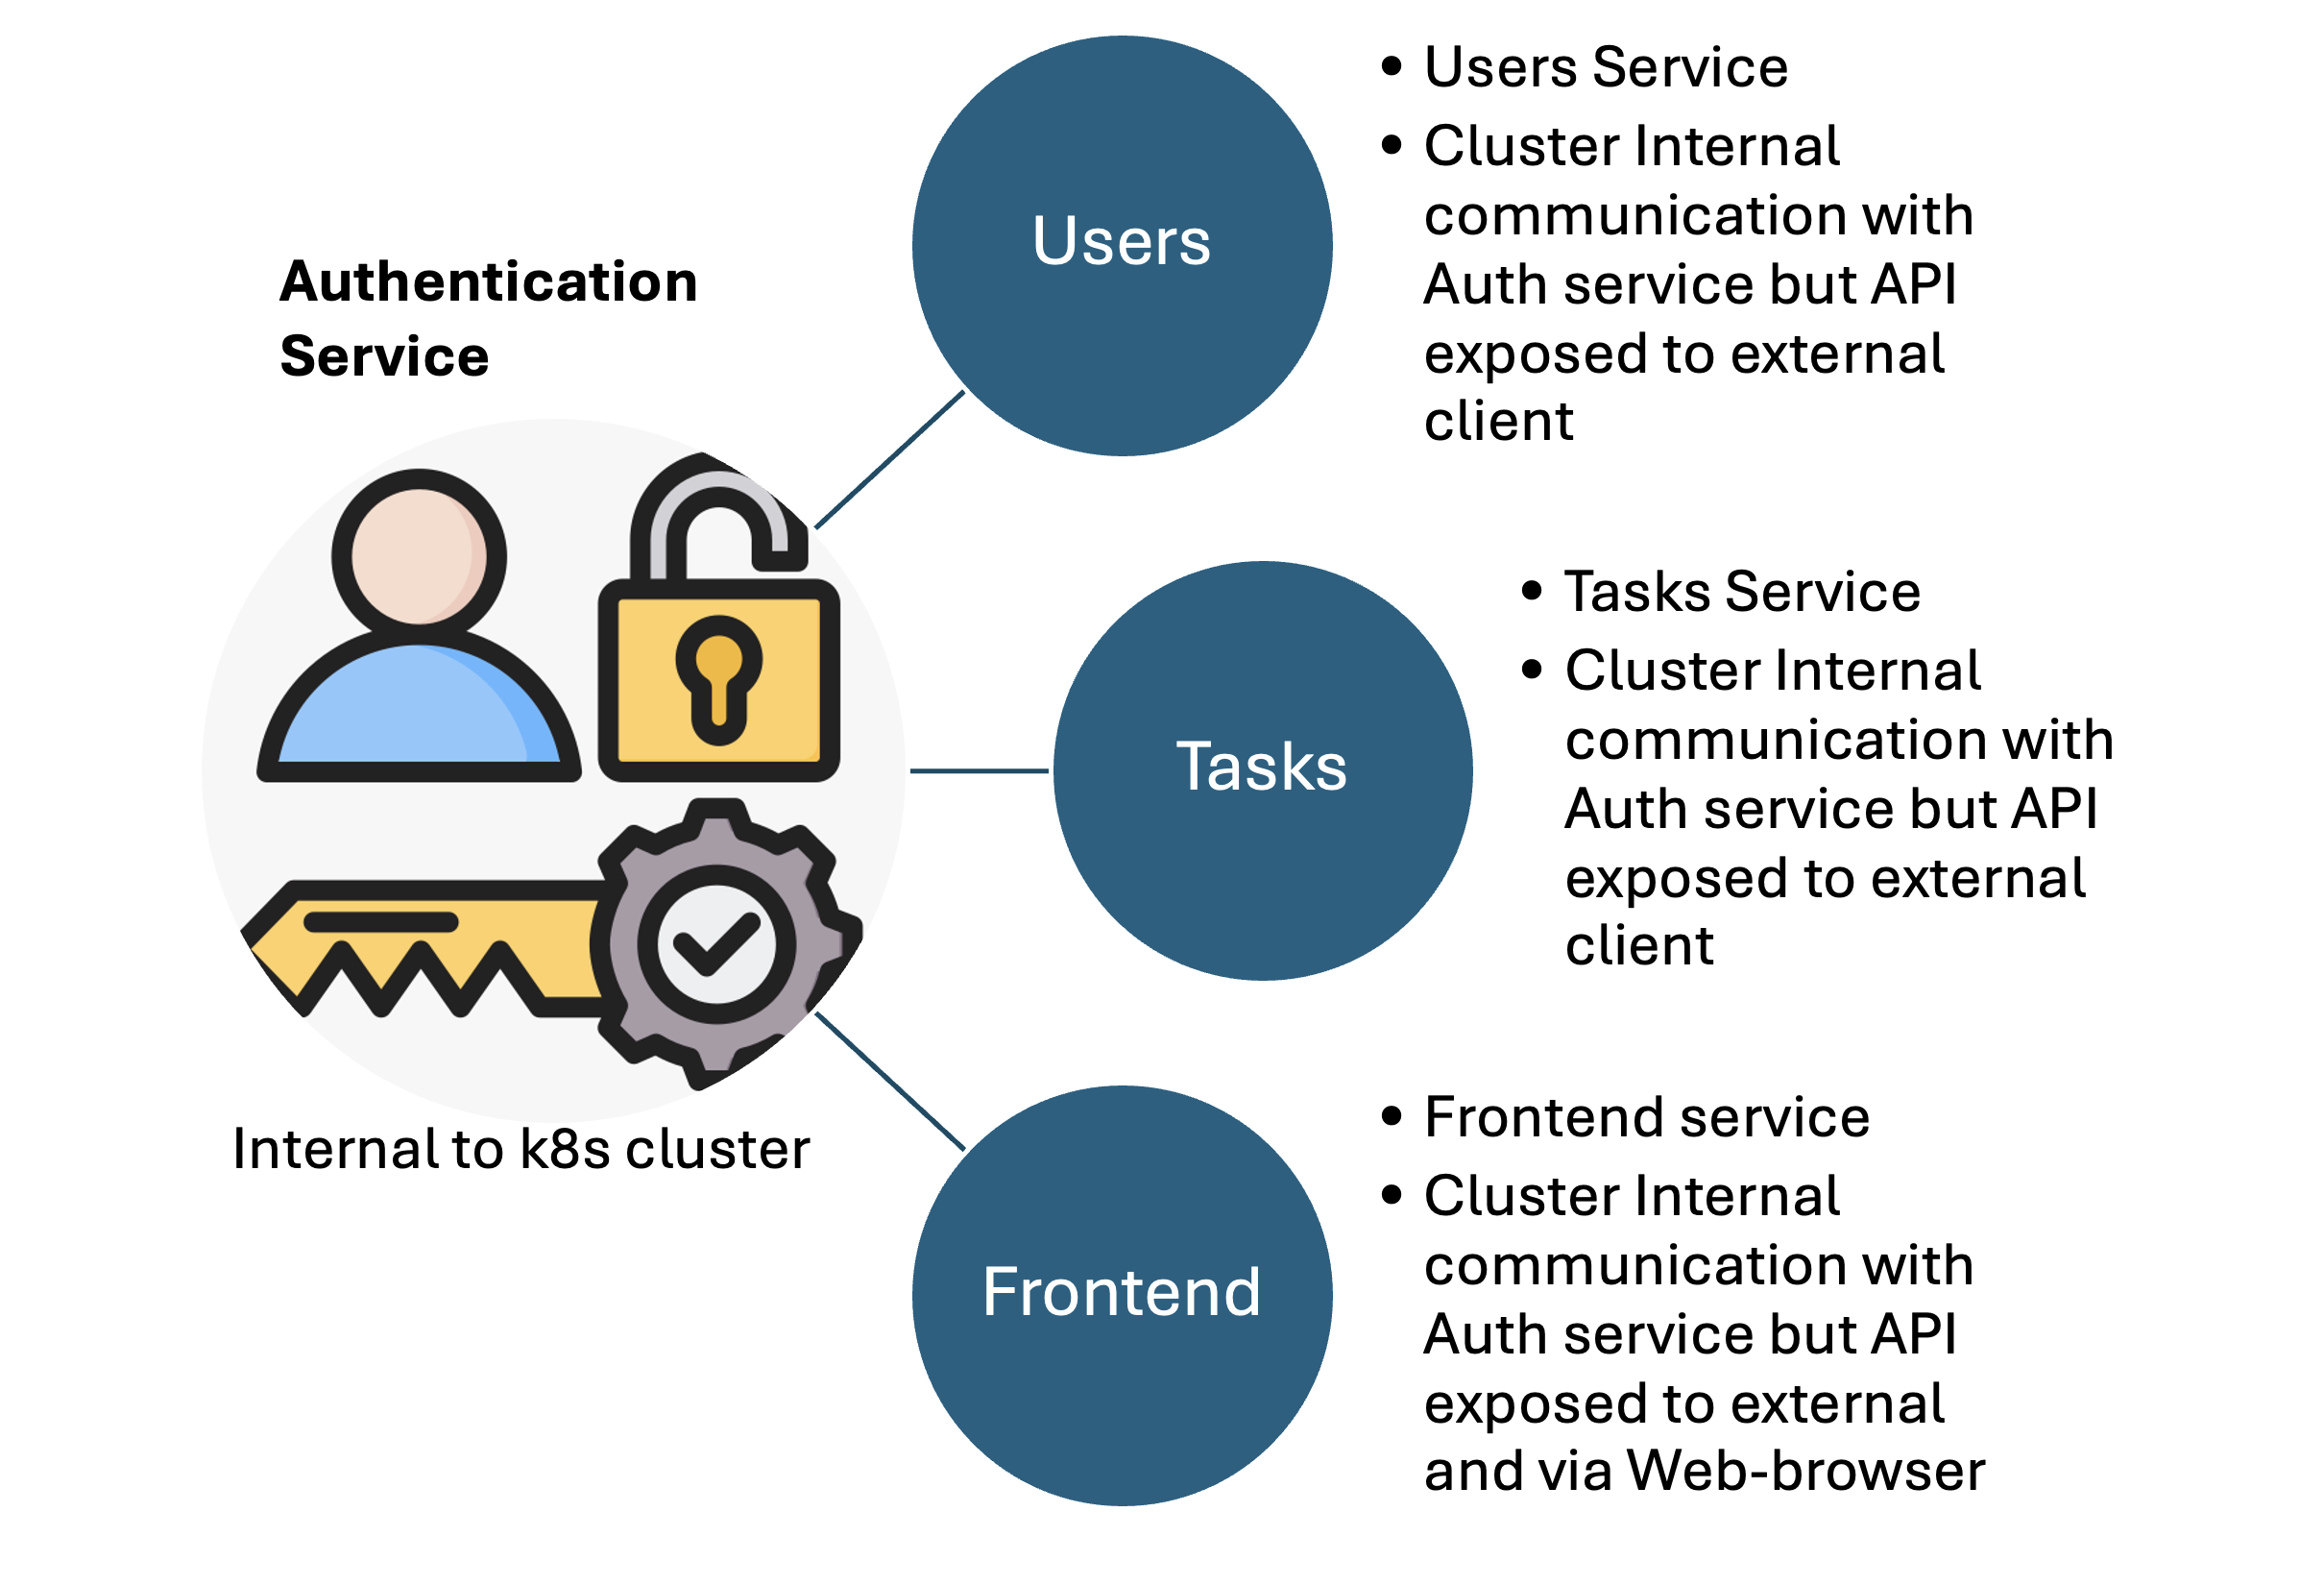 Authentication
Service
Internal to k8s cluster
Users
• Users Service
• Cluster Internal
communication with
Auth service but API
exposed to external
client
Tasks
• Tasks Service
• Cluster Internal
communication with
Auth service but API
exposed to external
client
Frontend
• Frontend service
• Cluster Internal
communication with
Auth service but API
exposed to external
and via Web-browser